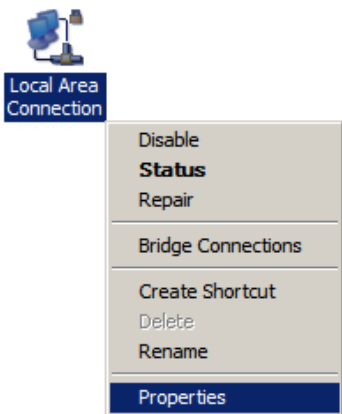 Local Area
Connection
Disable
Status
Repair
Bridge Connections
Create Shortcut
Delete
Rename
Properties